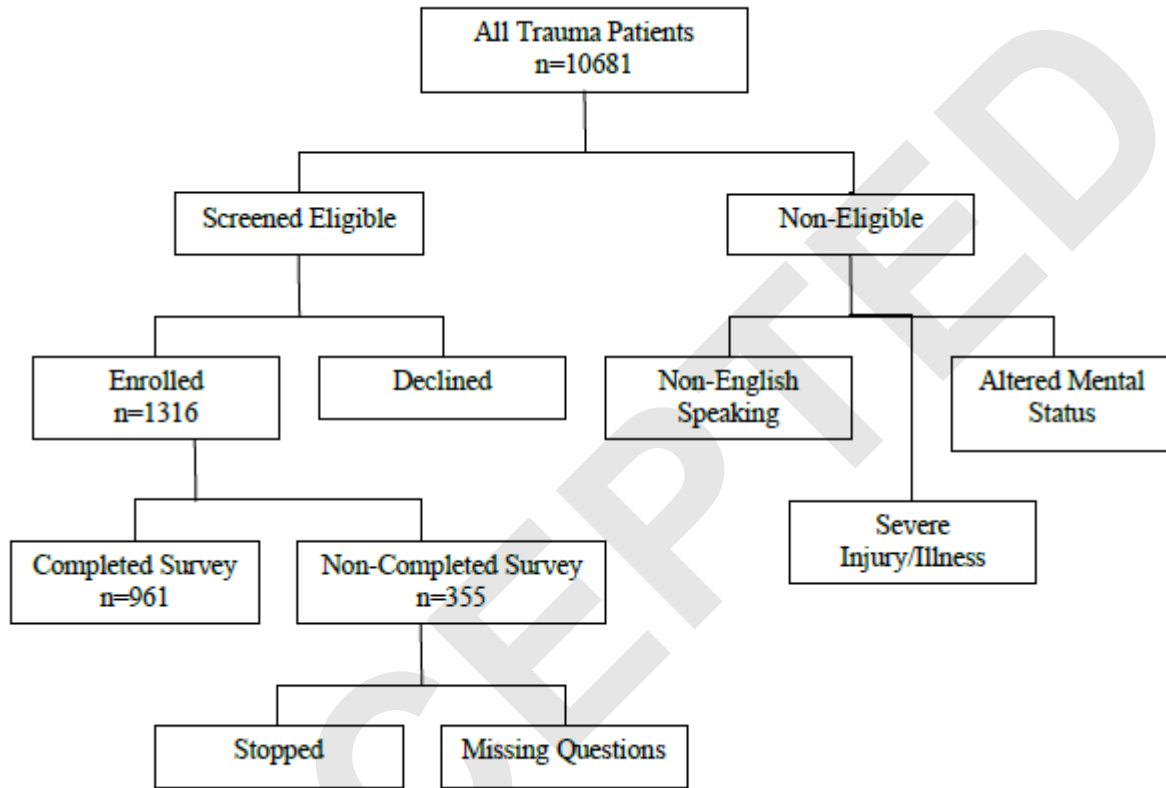 All Trauma Patients
n=10681
Screened Eligible
Non-Eligible
Enrolled
n=1316
Declined
Non-English
Speaking
Altered Mental
Status
Severe
Injury/Illness
Completed Survey
n=961
Non-Completed Survey
n=355
Stopped
Missing Questions
CEPTED